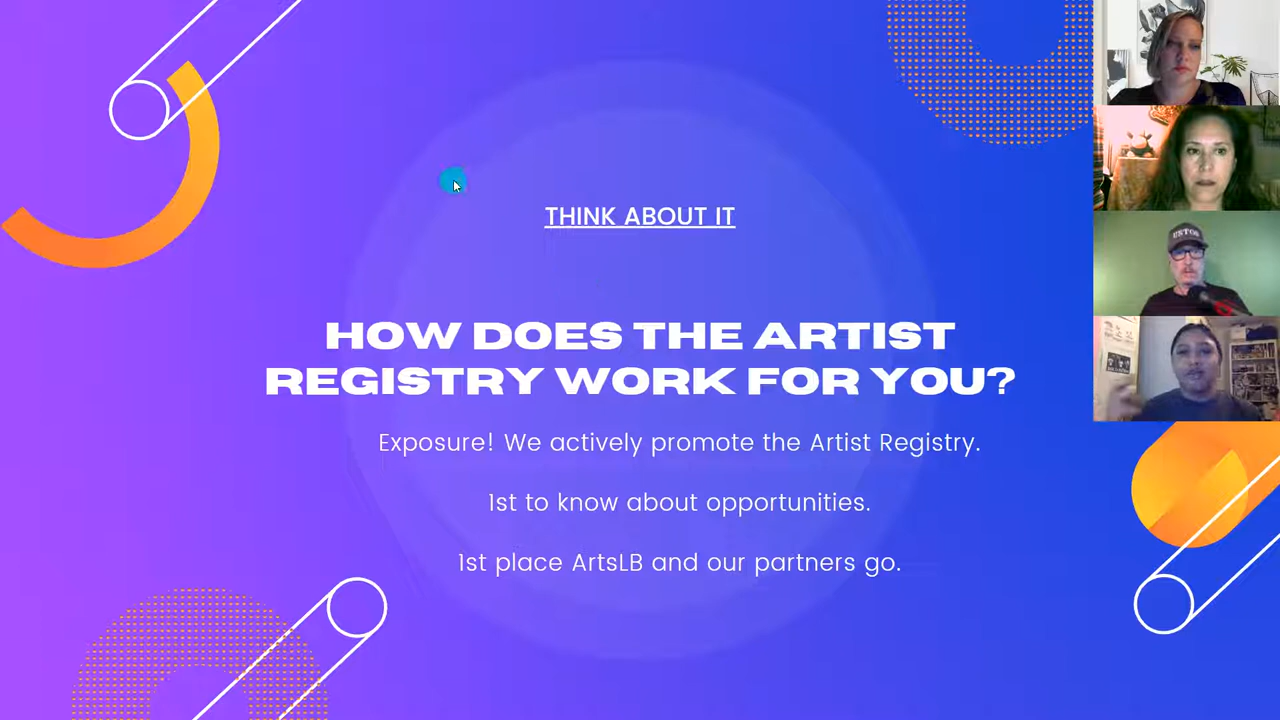 THINK ABOUT IT
HOW DOES THE ARTIST
REGISTRY WORK FOR YOU?
Exposure! We actively promote the Artist Registry.
1st to know about opportunities.
1st place ArtsLB and our partners go.